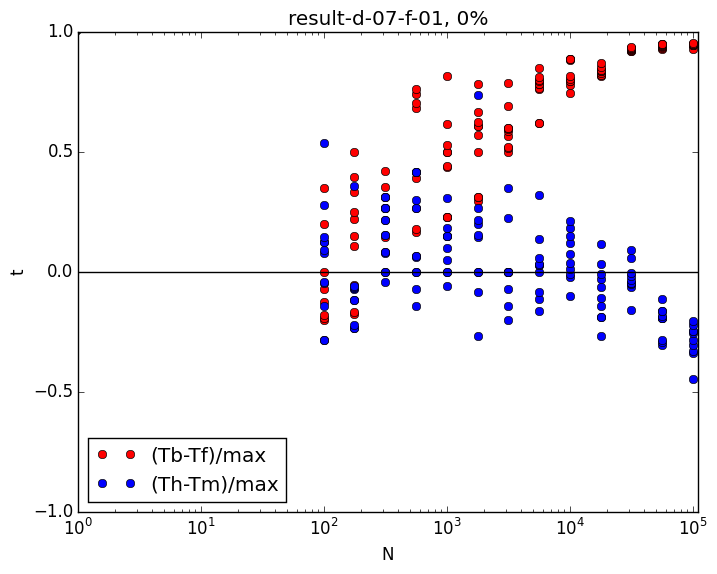 result-d-07-f-01, 0%
1.0
0.5
0.0
−0.5
−1.0
t
(Tb-Tf)/max
(Th-Tm)/max
10⁰ 10¹ 10² 10³ 10⁴ 10⁵
N